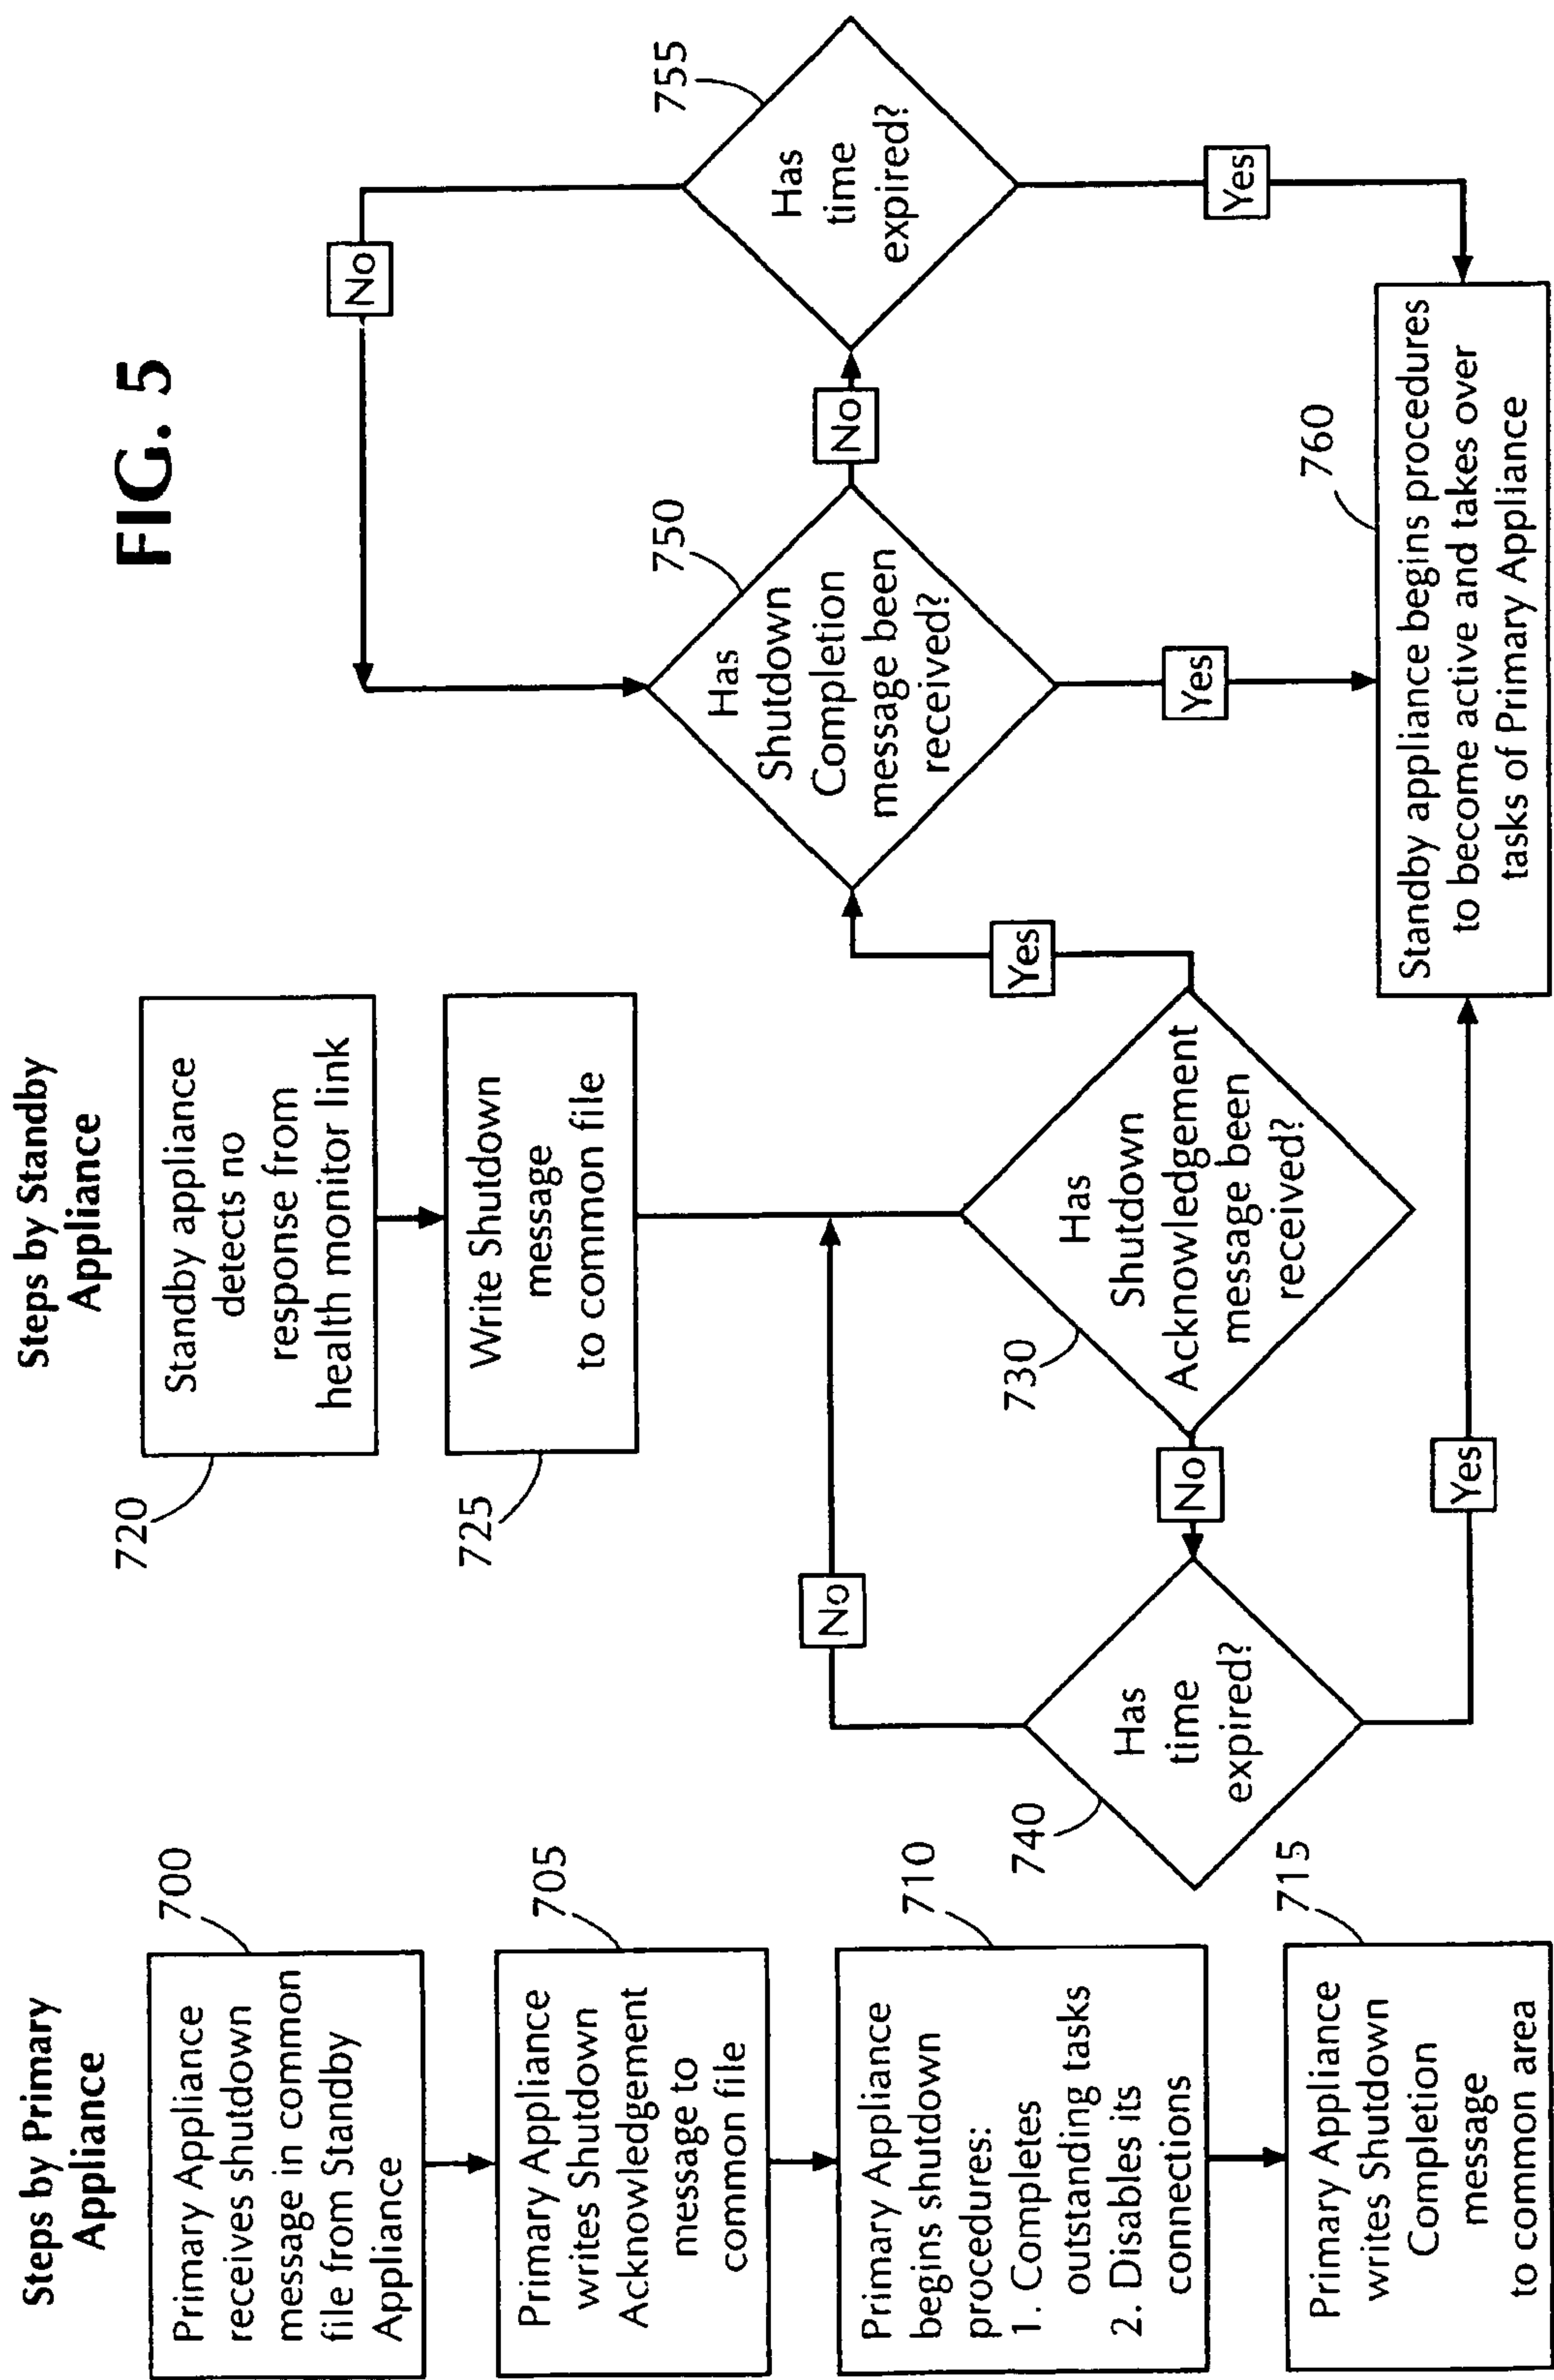 FIG. 5
Steps by Primary
Appliance
700
Primary Appliance
receives shutdown
message in common
file from Standby
Appliance
705
Primary Appliance
writes Shutdown
Acknowledgement
message to
common file
710
Primary Appliance
begins shutdown
procedures:
1. Completes
outstanding tasks
2. Disables its
connections
715
Primary Appliance
writes Shutdown
Completion
message
to common area
Steps by Standby
Appliance
720
Standby appliance
detects no
response from
health monitor link
725
Write Shutdown
message
to common file
730
Has
Shutdown
Acknowledgement
message been
received?
No
Yes
740
Has
time
expired?
No
Yes
750
Has
Shutdown
Completion
message been
received?
No
Yes
755
Has
time
expired?
No
Yes
760
Standby appliance begins procedures
to become active and takes over
tasks of Primary Appliance